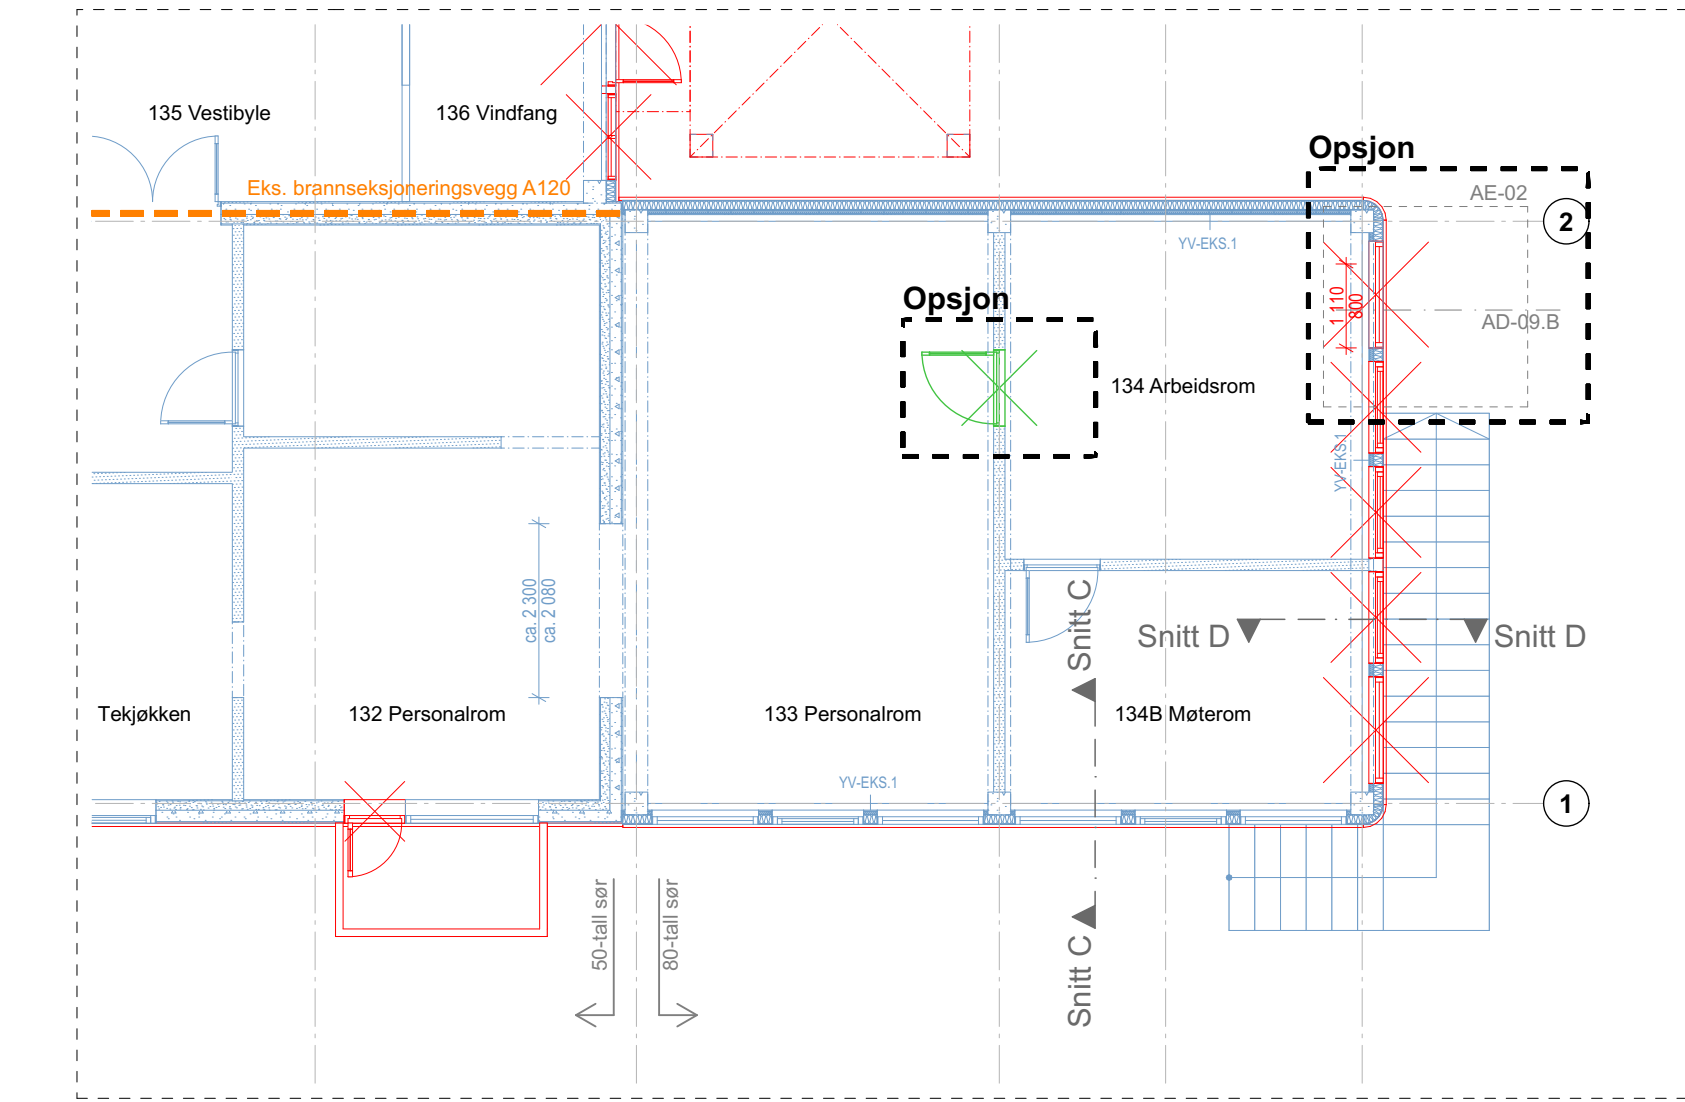 135 Vestibyle
136 Vindfang
Opsjon
Eks. brannseksjoneringsvegg A120
AE-02
2
YV-EKS.1
Opsjon
1 110
800
AD-09.B
134 Arbeidsrom
YV-EKS.1
ca. 2 300
ca. 2 080
Snitt C
Snitt D
Snitt D
Tekjøkken
132 Personalrom
133 Personalrom
134B Møterom
YV-EKS.1
1
50-tall sør
80-tall sør
Snitt C